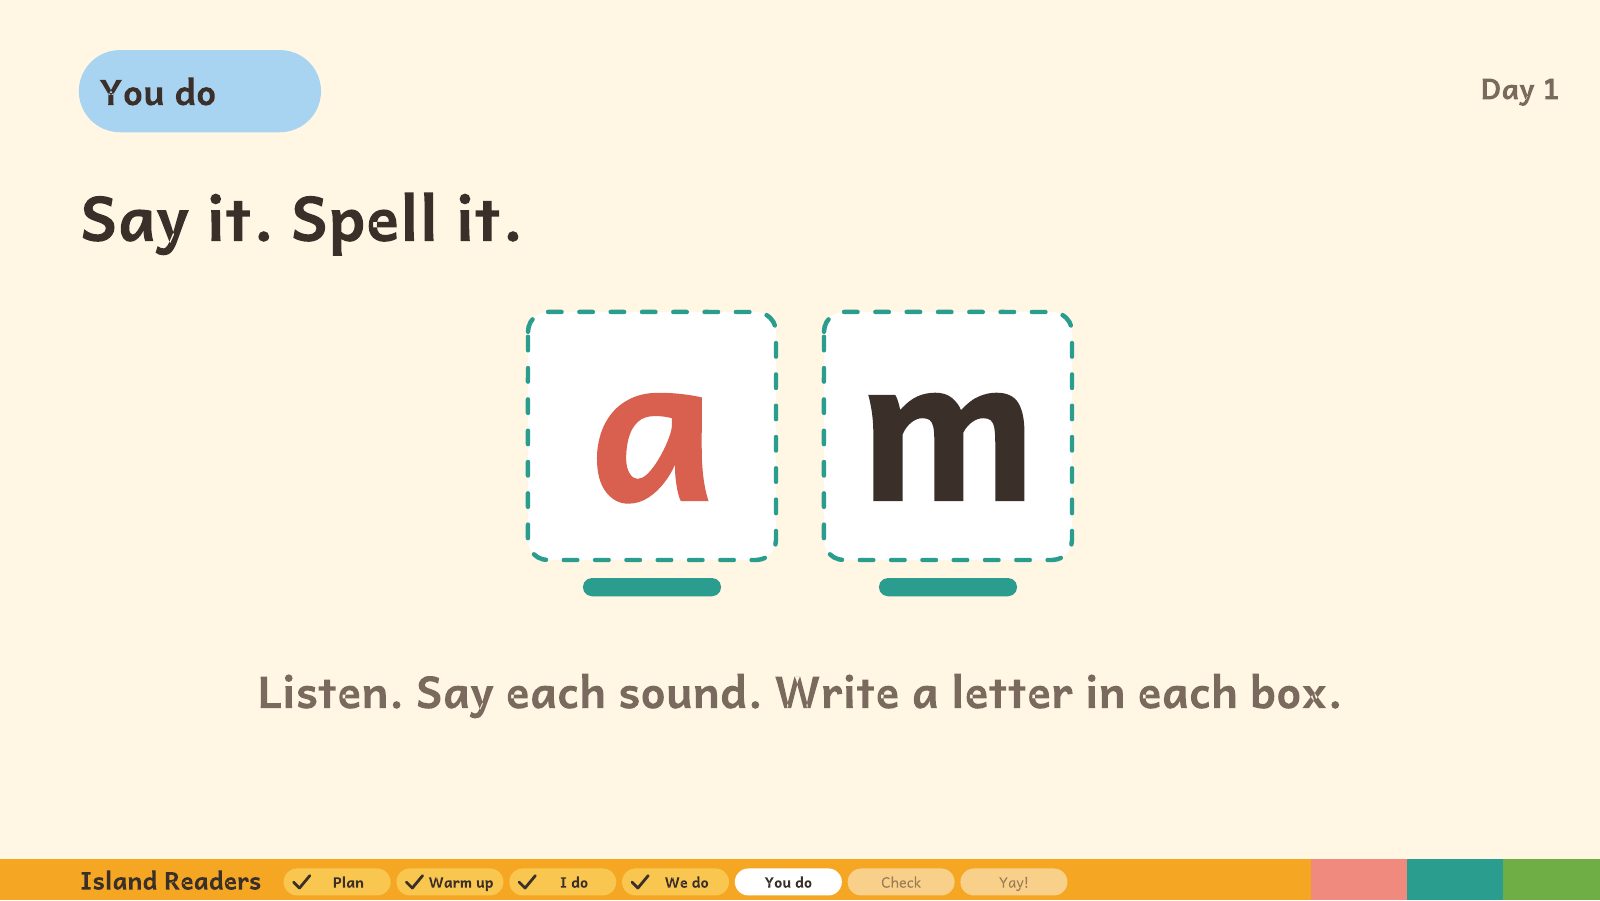 You do
Day 1
Say it. Spell it.
a m
Listen. Say each sound. Write a letter in each box.
Island Readers Plan Warm up I do We do You do Check Yay!